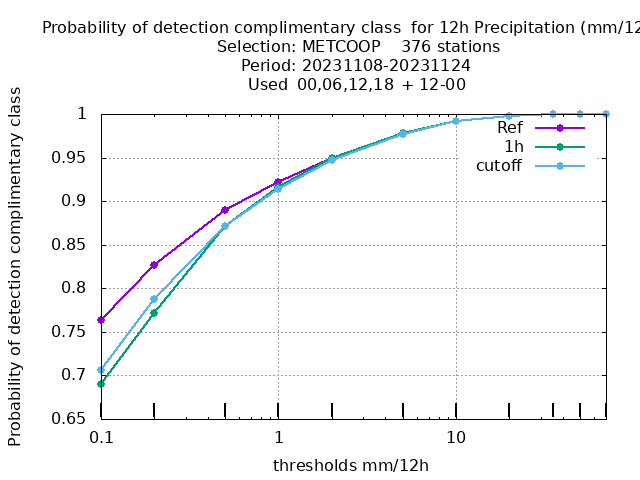 Probability of detection complimentary class  for 12h Precipitation (mm/12
Selection: METCOOP    376 stations
Period: 20231108-20231124
Used  00,06,12,18  + 12-00
Probability of detection complimentary class
1
0.95
0.9
0.85
0.8
0.75
0.7
0.65
Ref
1h
cutoff
0.1
1
10
thresholds mm/12h